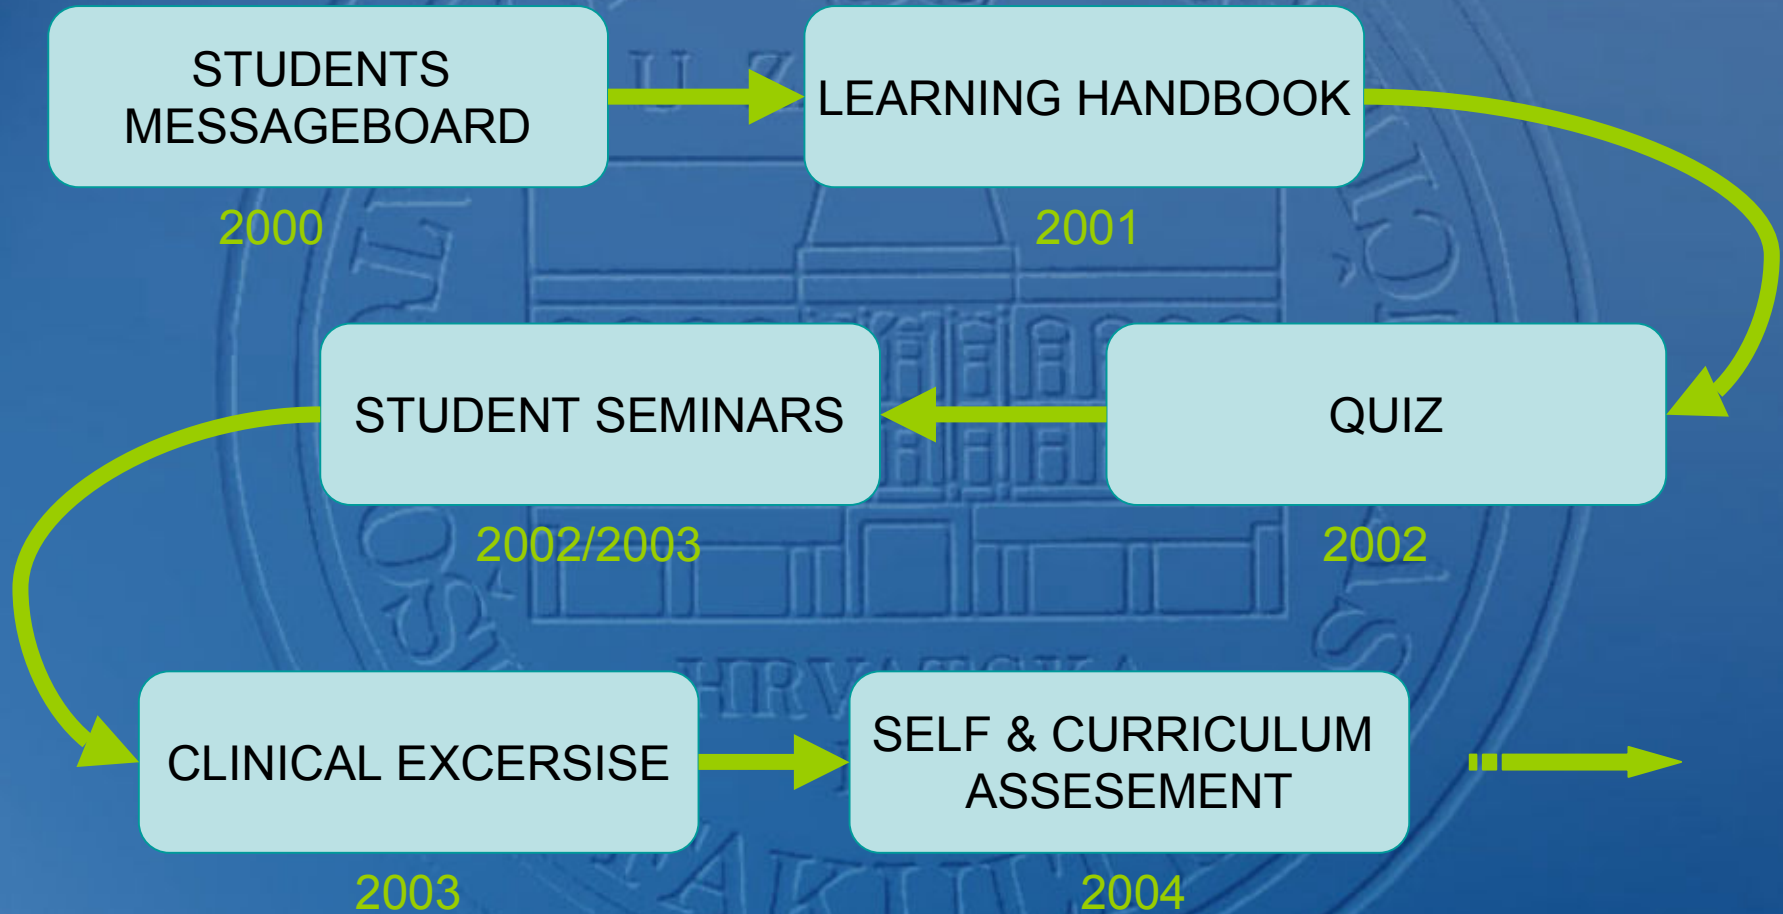 STUDENTS
MESSAGEBOARD
2000
LEARNING HANDBOOK
2001
QUIZ
2002
STUDENT SEMINARS
2002/2003
CLINICAL EXCERSISE
2003
SELF & CURRICULUM
ASSESEMENT
2004
HRVATSKA